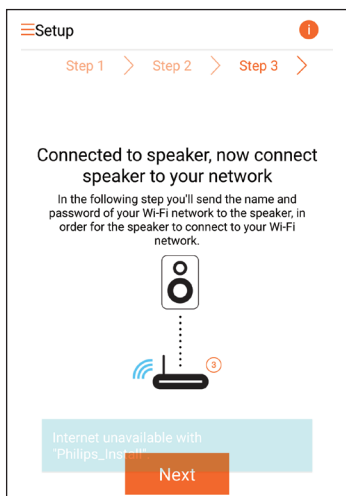 Setup
i
Step 1 > Step 2 > Step 3 >
Connected to speaker, now connect
speaker to your network
In the following step you'll send the name and
password of your Wi-Fi network to the speaker, in
order for the speaker to connect to your Wi-Fi
network.
3
Internet unavailable with
"Philips_Install".
Next